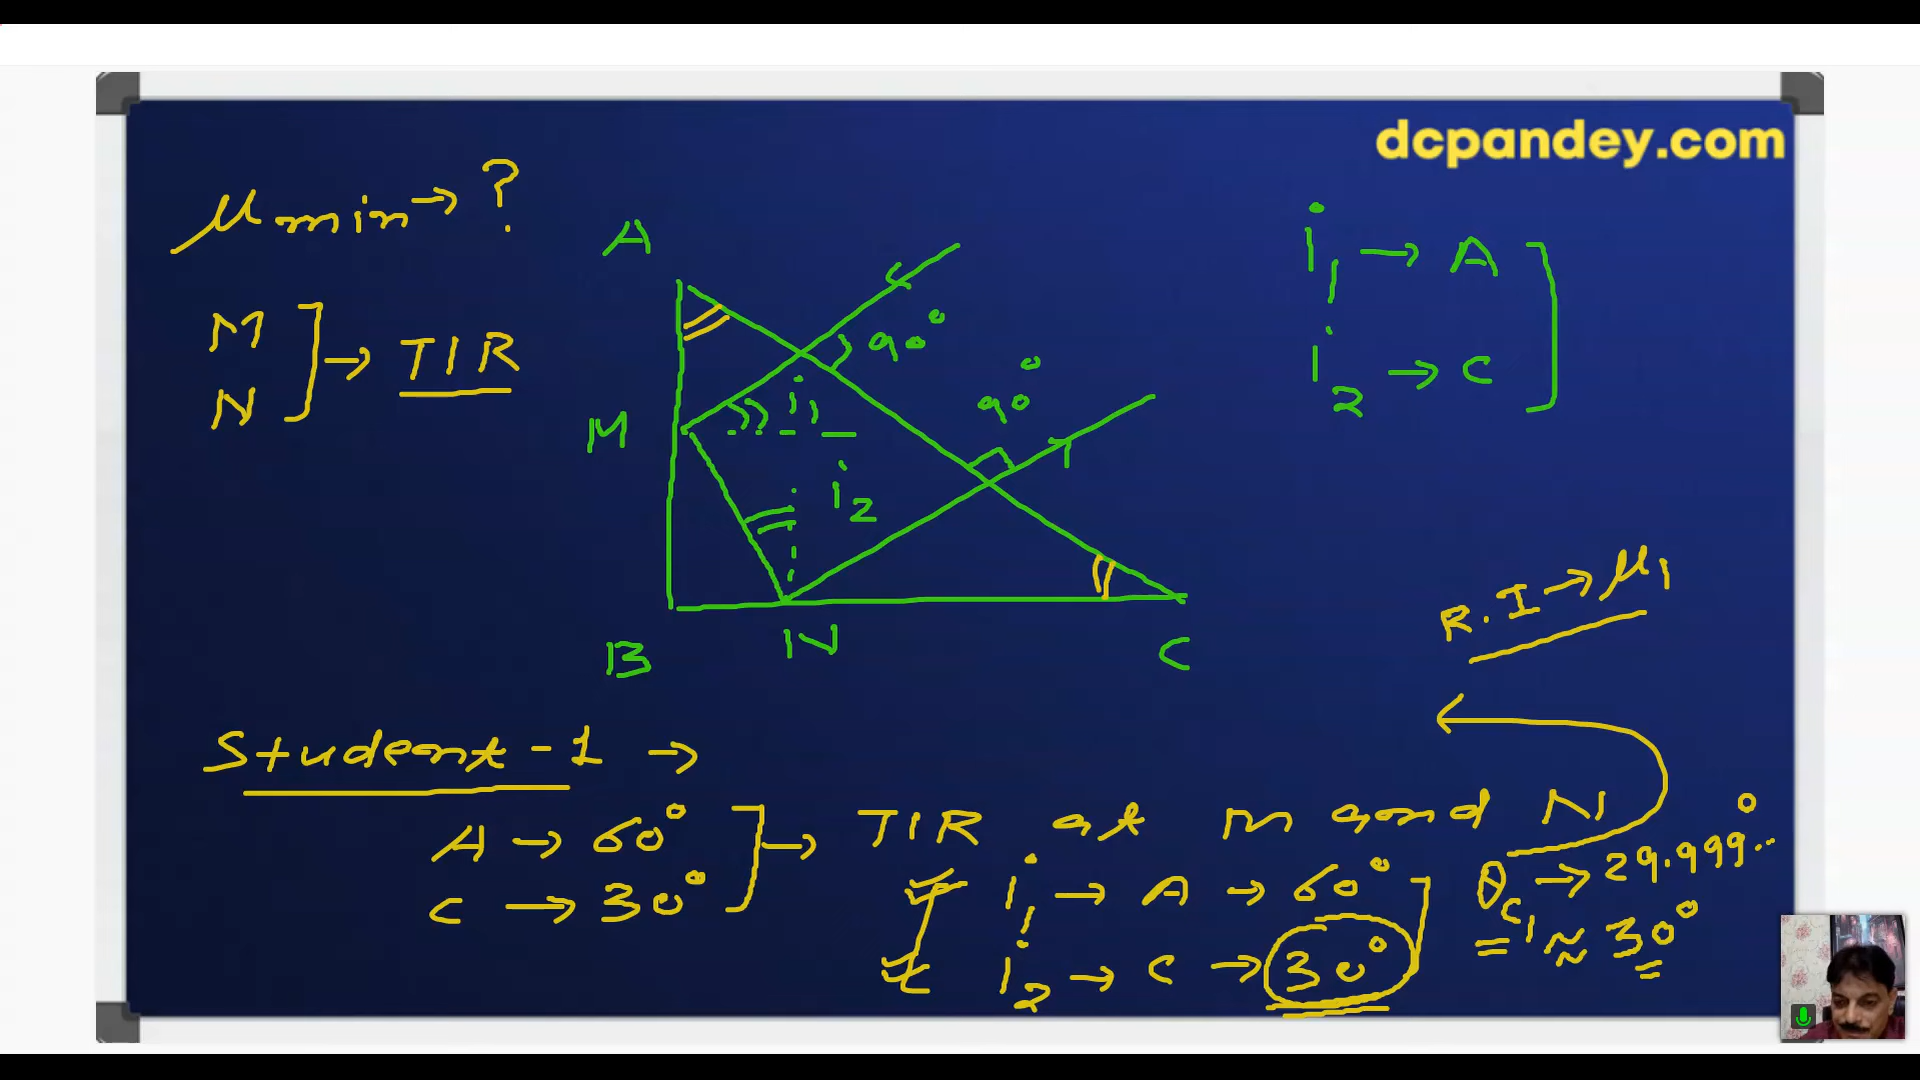 dcpandey.com
μmin → ?
M
N
] → TIR
A
90°
90°
M
i1
i2
B
N
C
i1 → A
i2 → C
R.I → μ1
Student-1 →
A → 60°
C → 30°
] → TIR at M and N
i1 → A → 60°
i2 → C → 30°
θc1 → 29.999°..
≈ 30°